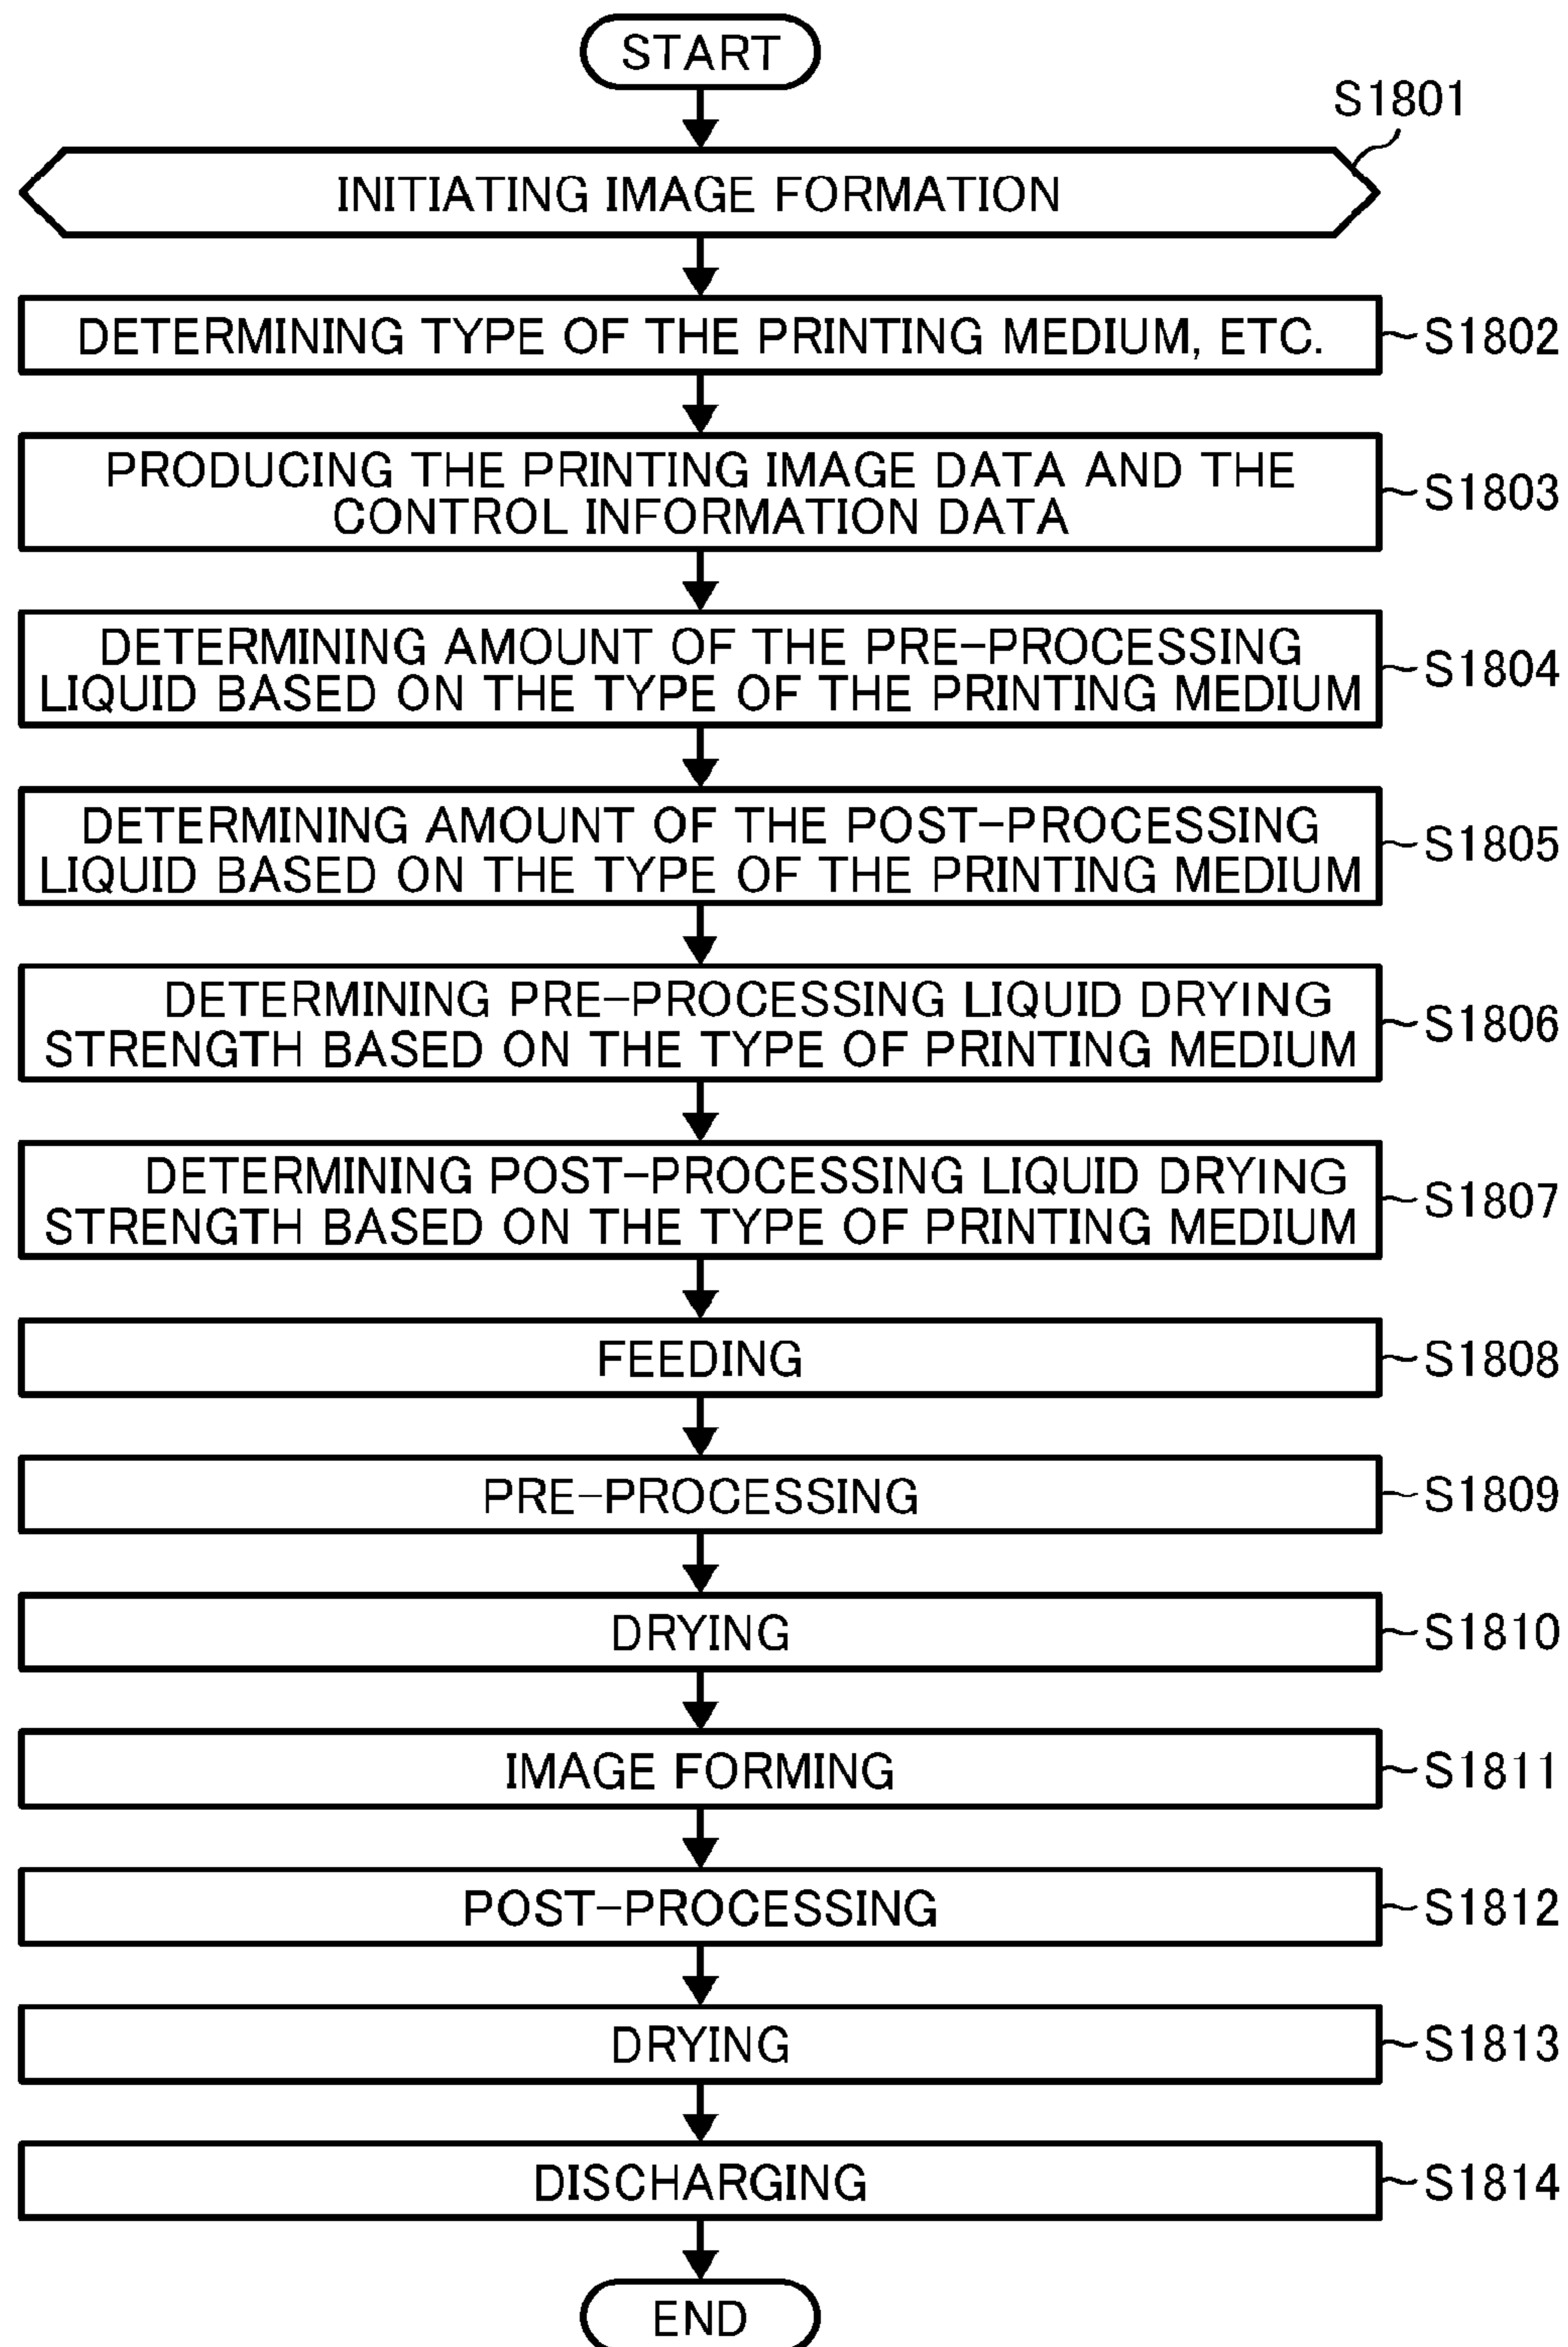 START
S1801
INITIATING IMAGE FORMATION
DETERMINING TYPE OF THE PRINTING MEDIUM, ETC.
S1802
PRODUCING THE PRINTING IMAGE DATA AND THE
CONTROL INFORMATION DATA
S1803
DETERMINING AMOUNT OF THE PRE-PROCESSING
LIQUID BASED ON THE TYPE OF THE PRINTING MEDIUM
S1804
DETERMINING AMOUNT OF THE POST-PROCESSING
LIQUID BASED ON THE TYPE OF THE PRINTING MEDIUM
S1805
DETERMINING PRE-PROCESSING LIQUID DRYING
STRENGTH BASED ON THE TYPE OF PRINTING MEDIUM
S1806
DETERMINING POST-PROCESSING LIQUID DRYING
STRENGTH BASED ON THE TYPE OF PRINTING MEDIUM
S1807
FEEDING
S1808
PRE-PROCESSING
S1809
DRYING
S1810
IMAGE FORMING
S1811
POST-PROCESSING
S1812
DRYING
S1813
DISCHARGING
S1814
END